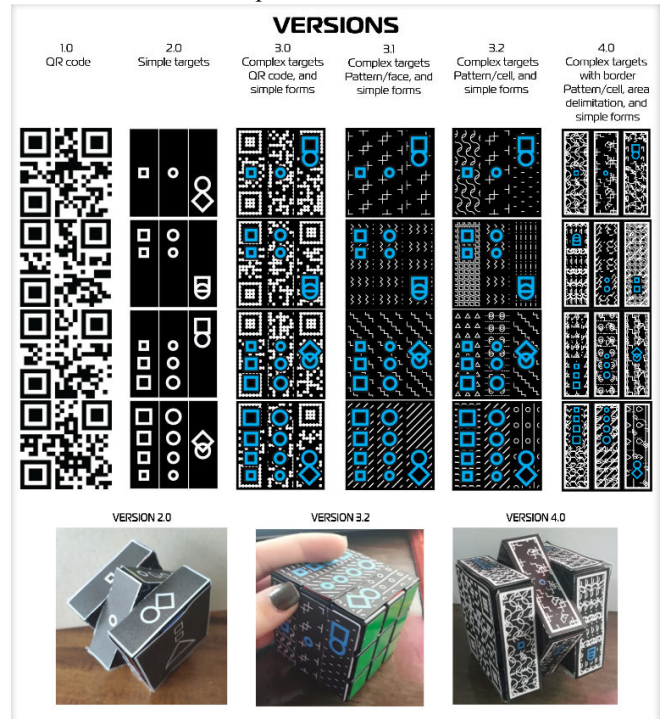 VERSIONS
1.0
QR code
2.0
Simple targets
3.0
Complex targets
QR code, and
simple forms
3.1
Complex targets
Pattern/face, and
simple forms
3.2
Complex targets
Pattern/cell, and
simple forms
4.0
Complex targets
with border
Pattern/cell, area
delimitation, and
simple forms
VERSION 2.0
VERSION 3.2
VERSION 4.0